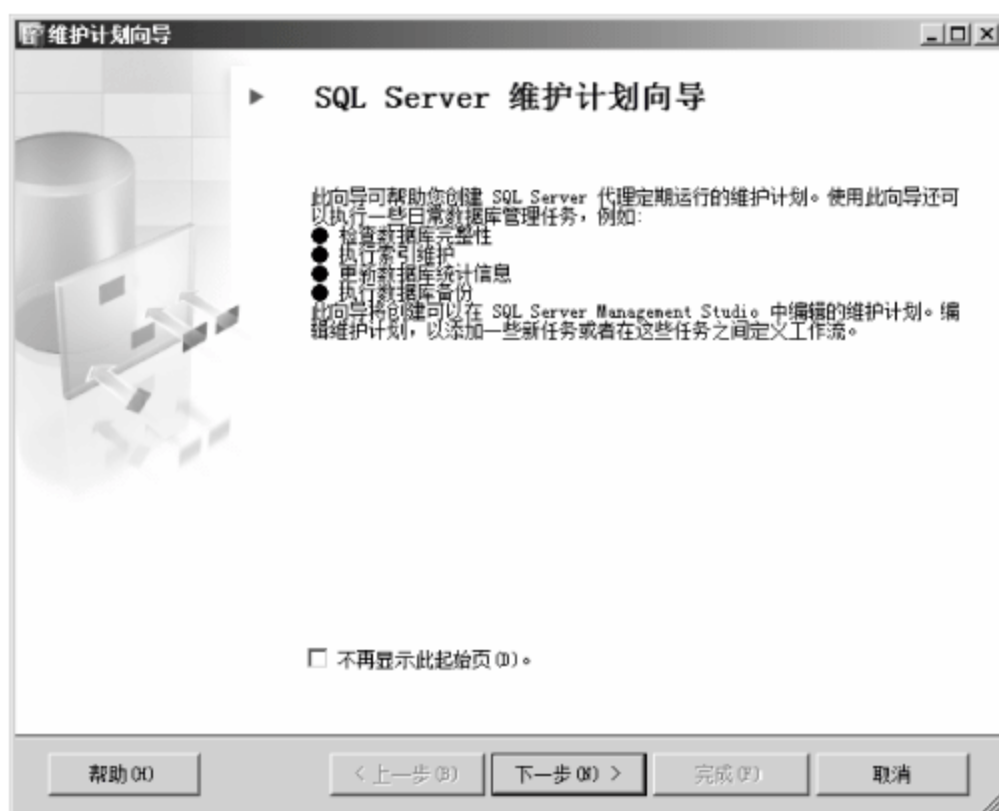 维护计划向导
SQL Server 维护计划向导
此向导可帮助您创建 SQL Server 代理定期运行的维护计划。使用此向导还可
以执行一些日常数据库管理任务,例如:
● 检查数据库完整性
● 执行索引维护
● 更新数据库统计信息
● 执行数据库备份
此向导将创建可以在 SQL Server Management Studio 中编辑的维护计划。编
辑维护计划,以添加一些新任务或者在这些任务之间定义工作流。
不再显示此起始页(D)。
帮助(H)
< 上一步(B)
下一步(N) >
完成(F)
取消